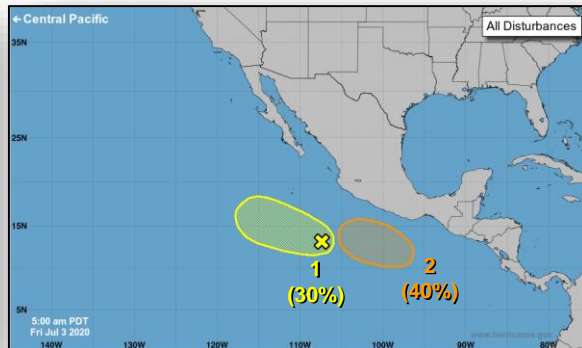 ←Central Pacific
All Disturbances
35N
25N
15N
5N
1
(30%)
2
(40%)
5:00 am PDT
Fri Jul 3 2020
www.hurricanes.gov
140W
130W
120W
110W
100W
90W
80W